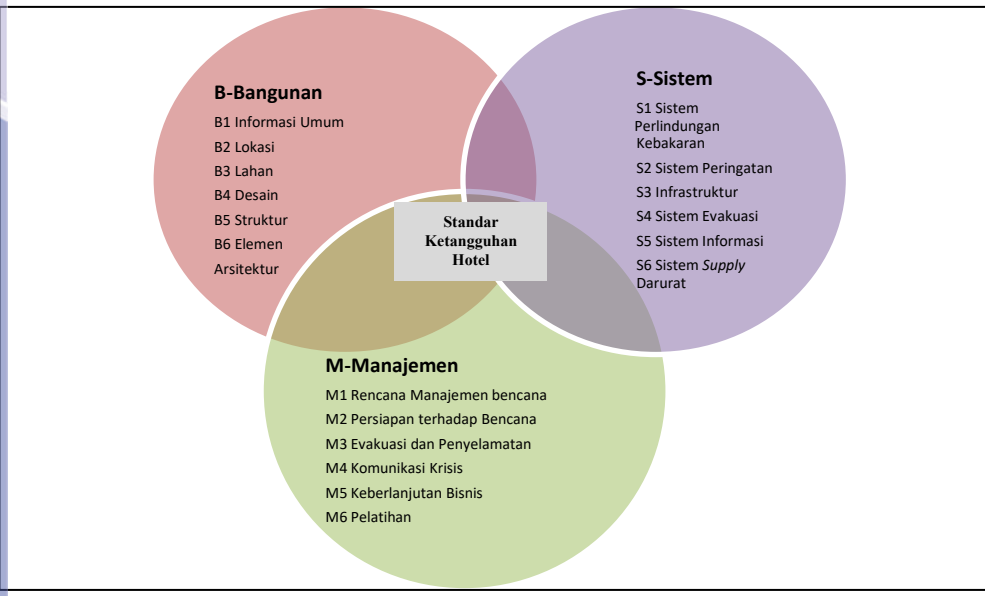 B-Bangunan
B1 Informasi Umum
B2 Lokasi
B3 Lahan
B4 Desain
B5 Struktur
B6 Elemen
Arsitektur
S-Sistem
S1 Sistem
Perlindungan
Kebakaran
S2 Sistem Peringatan
S3 Infrastruktur
S4 Sistem Evakuasi
S5 Sistem Informasi
S6 Sistem Supply
Darurat
Standar
Ketangguhan
Hotel
M-Manajemen
M1 Rencana Manajemen bencana
M2 Persiapan terhadap Bencana
M3 Evakuasi dan Penyelamatan
M4 Komunikasi Krisis
M5 Keberlanjutan Bisnis
M6 Pelatihan